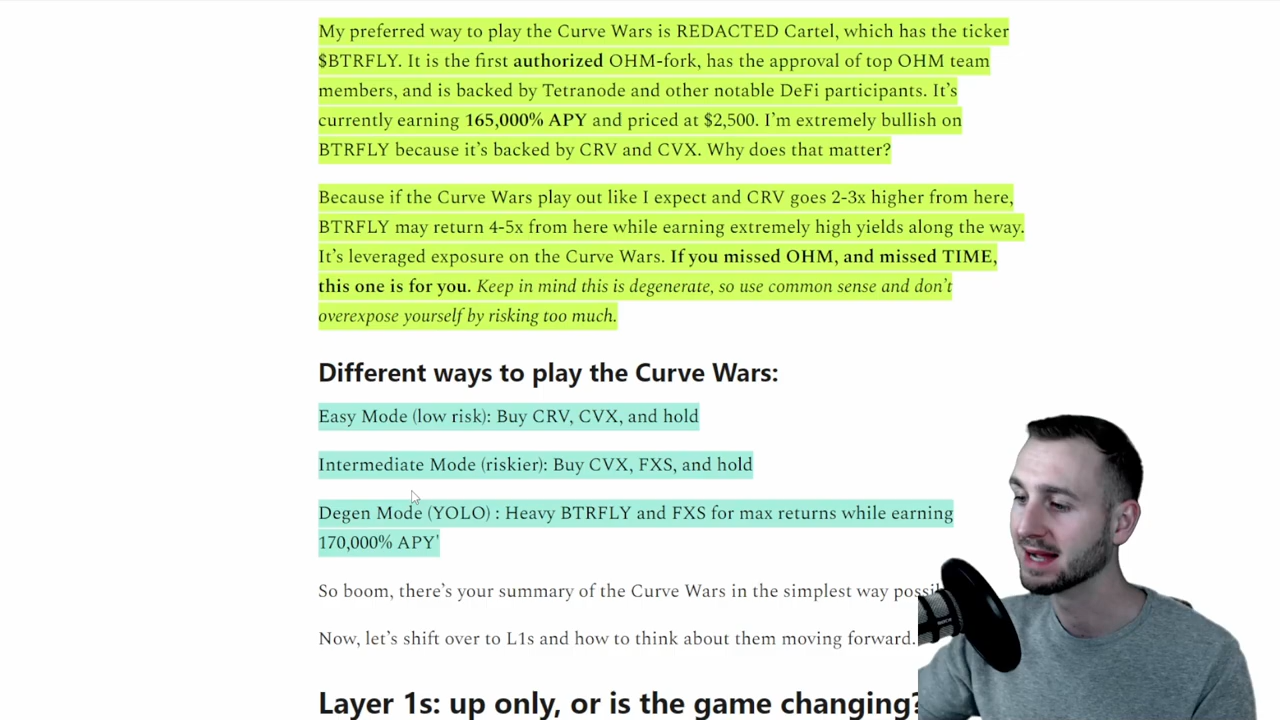 My preferred way to play the Curve Wars is REDACTED Cartel, which has the ticker
$BTRFLY. It is the first authorized OHM-fork, has the approval of top OHM team
members, and is backed by Tetranode and other notable DeFi participants. It’s
currently earning 165,000% APY and priced at $2,500. I’m extremely bullish on
BTRFLY because it’s backed by CRV and CVX. Why does that matter?
Because if the Curve Wars play out like I expect and CRV goes 2-3x higher from here,
BTRFLY may return 4-5x from here while earning extremely high yields along the way.
It’s leveraged exposure on the Curve Wars. If you missed OHM, and missed TIME,
this one is for you. Keep in mind this is degenerate, so use common sense and don’t
overexpose yourself by risking too much.
Different ways to play the Curve Wars:
Easy Mode (low risk): Buy CRV, CVX, and hold
Intermediate Mode (riskier): Buy CVX, FXS, and hold
Degen Mode (YOLO) : Heavy BTRFLY and FXS for max returns while earning
170,000% APY'
So boom, there’s your summary of the Curve Wars in the simplest way
Now, let’s shift over to L1s and how to think about them moving forward.
Layer 1s: up only, or is the game changing?